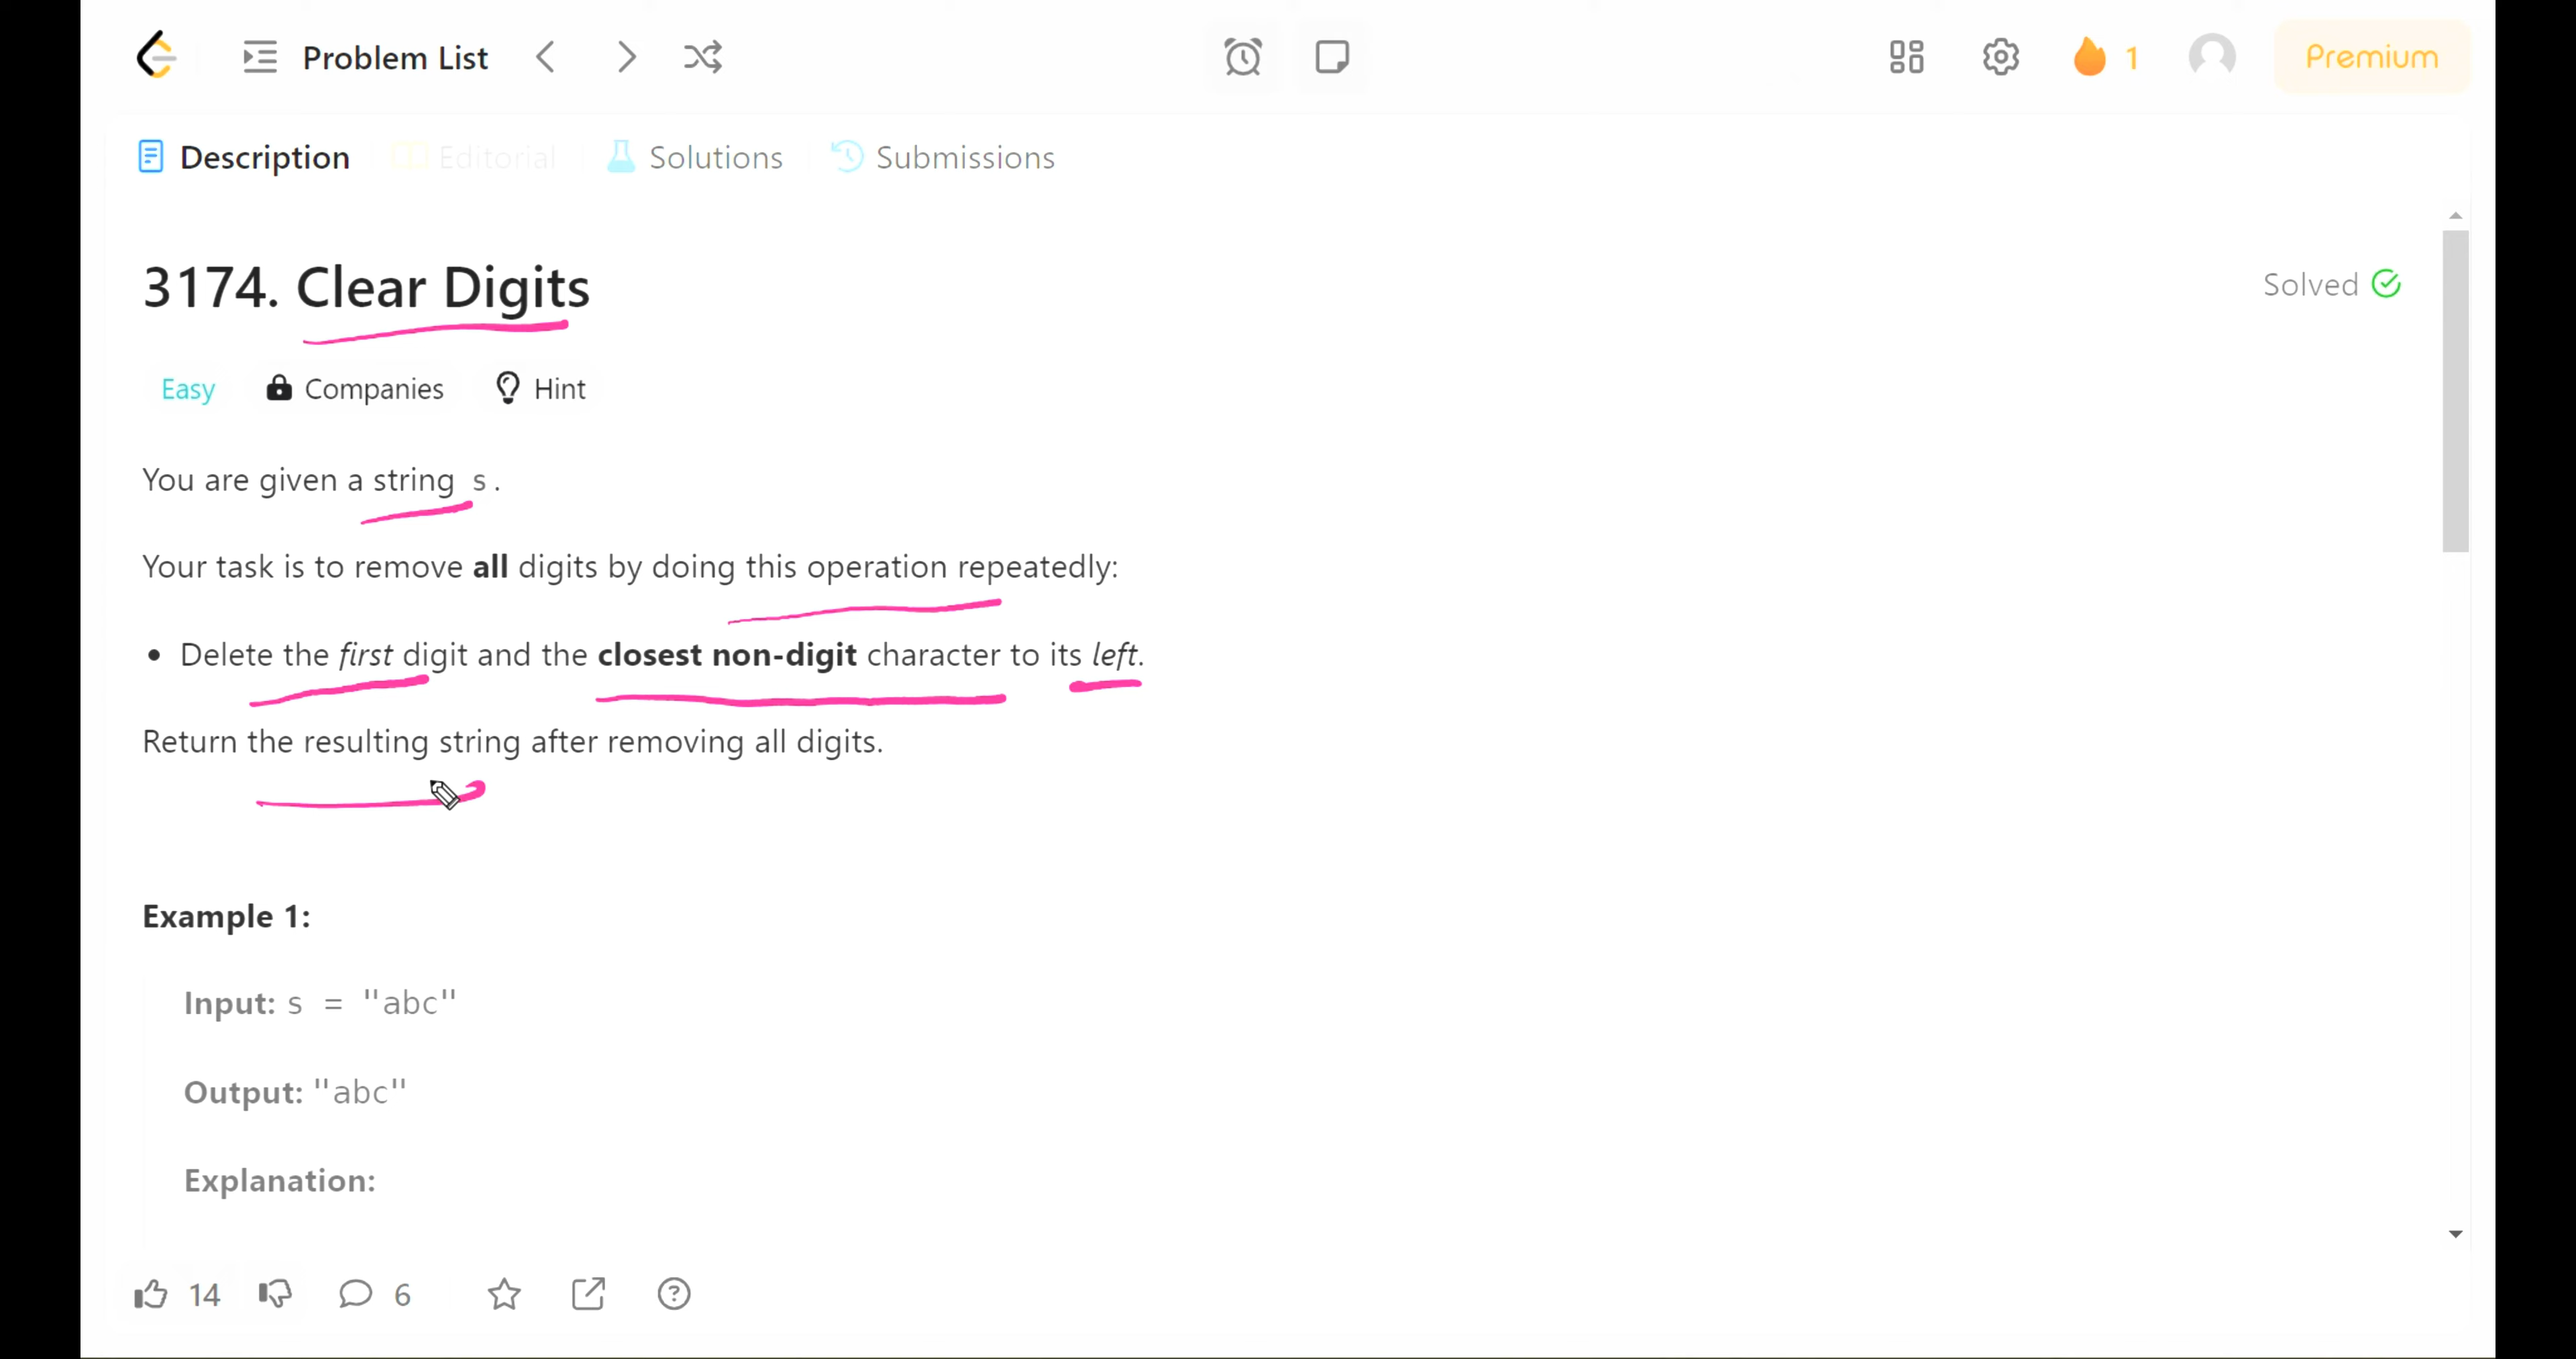 Problem List
1
Premium
Description Editorial Solutions Submissions
3174. Clear Digits
Solved
Easy Companies Hint
You are given a string s.
Your task is to remove all digits by doing this operation repeatedly:
• Delete the first digit and the closest non-digit character to its left.
Return the resulting string after removing all digits.
Example 1:
Input: s = "abc"
Output: "abc"
Explanation:
14 6